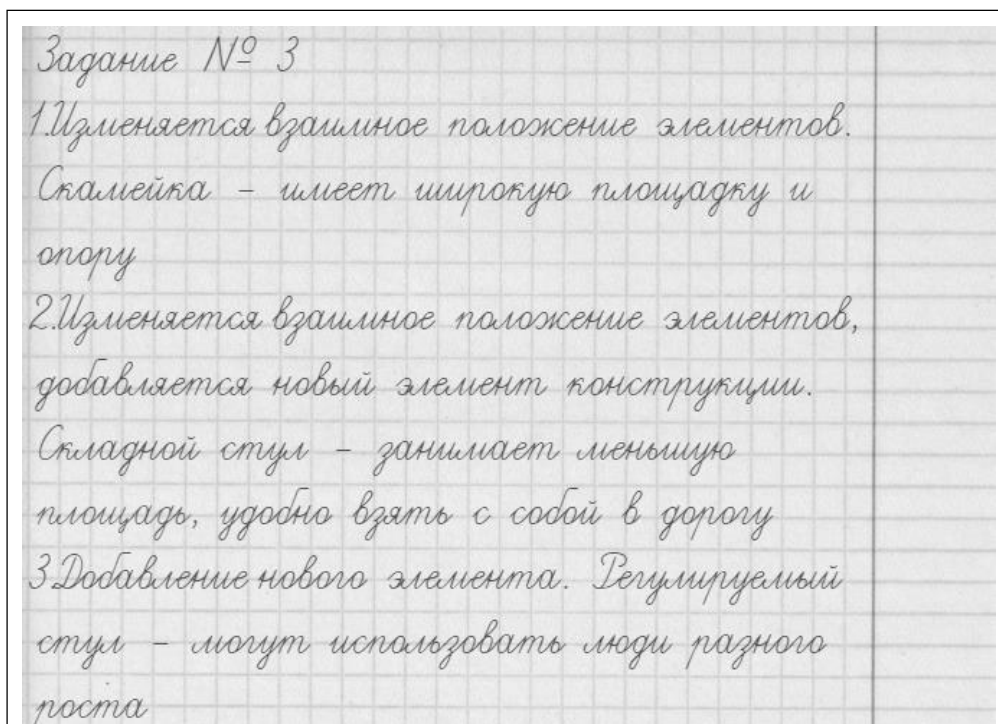 Задание № 3
1.Изменяется взаимное положение элементов.
Скамейка - имеет широкую площадку и
опору
2.Изменяется взаимное положение элементов,
добавляется новый элемент конструкции.
Складной стул - занимает меньшую
площадь, удобно взять с собой в дорогу
3.Добавление нового элемента. Регулируемый
стул - могут использовать люди разного
роста